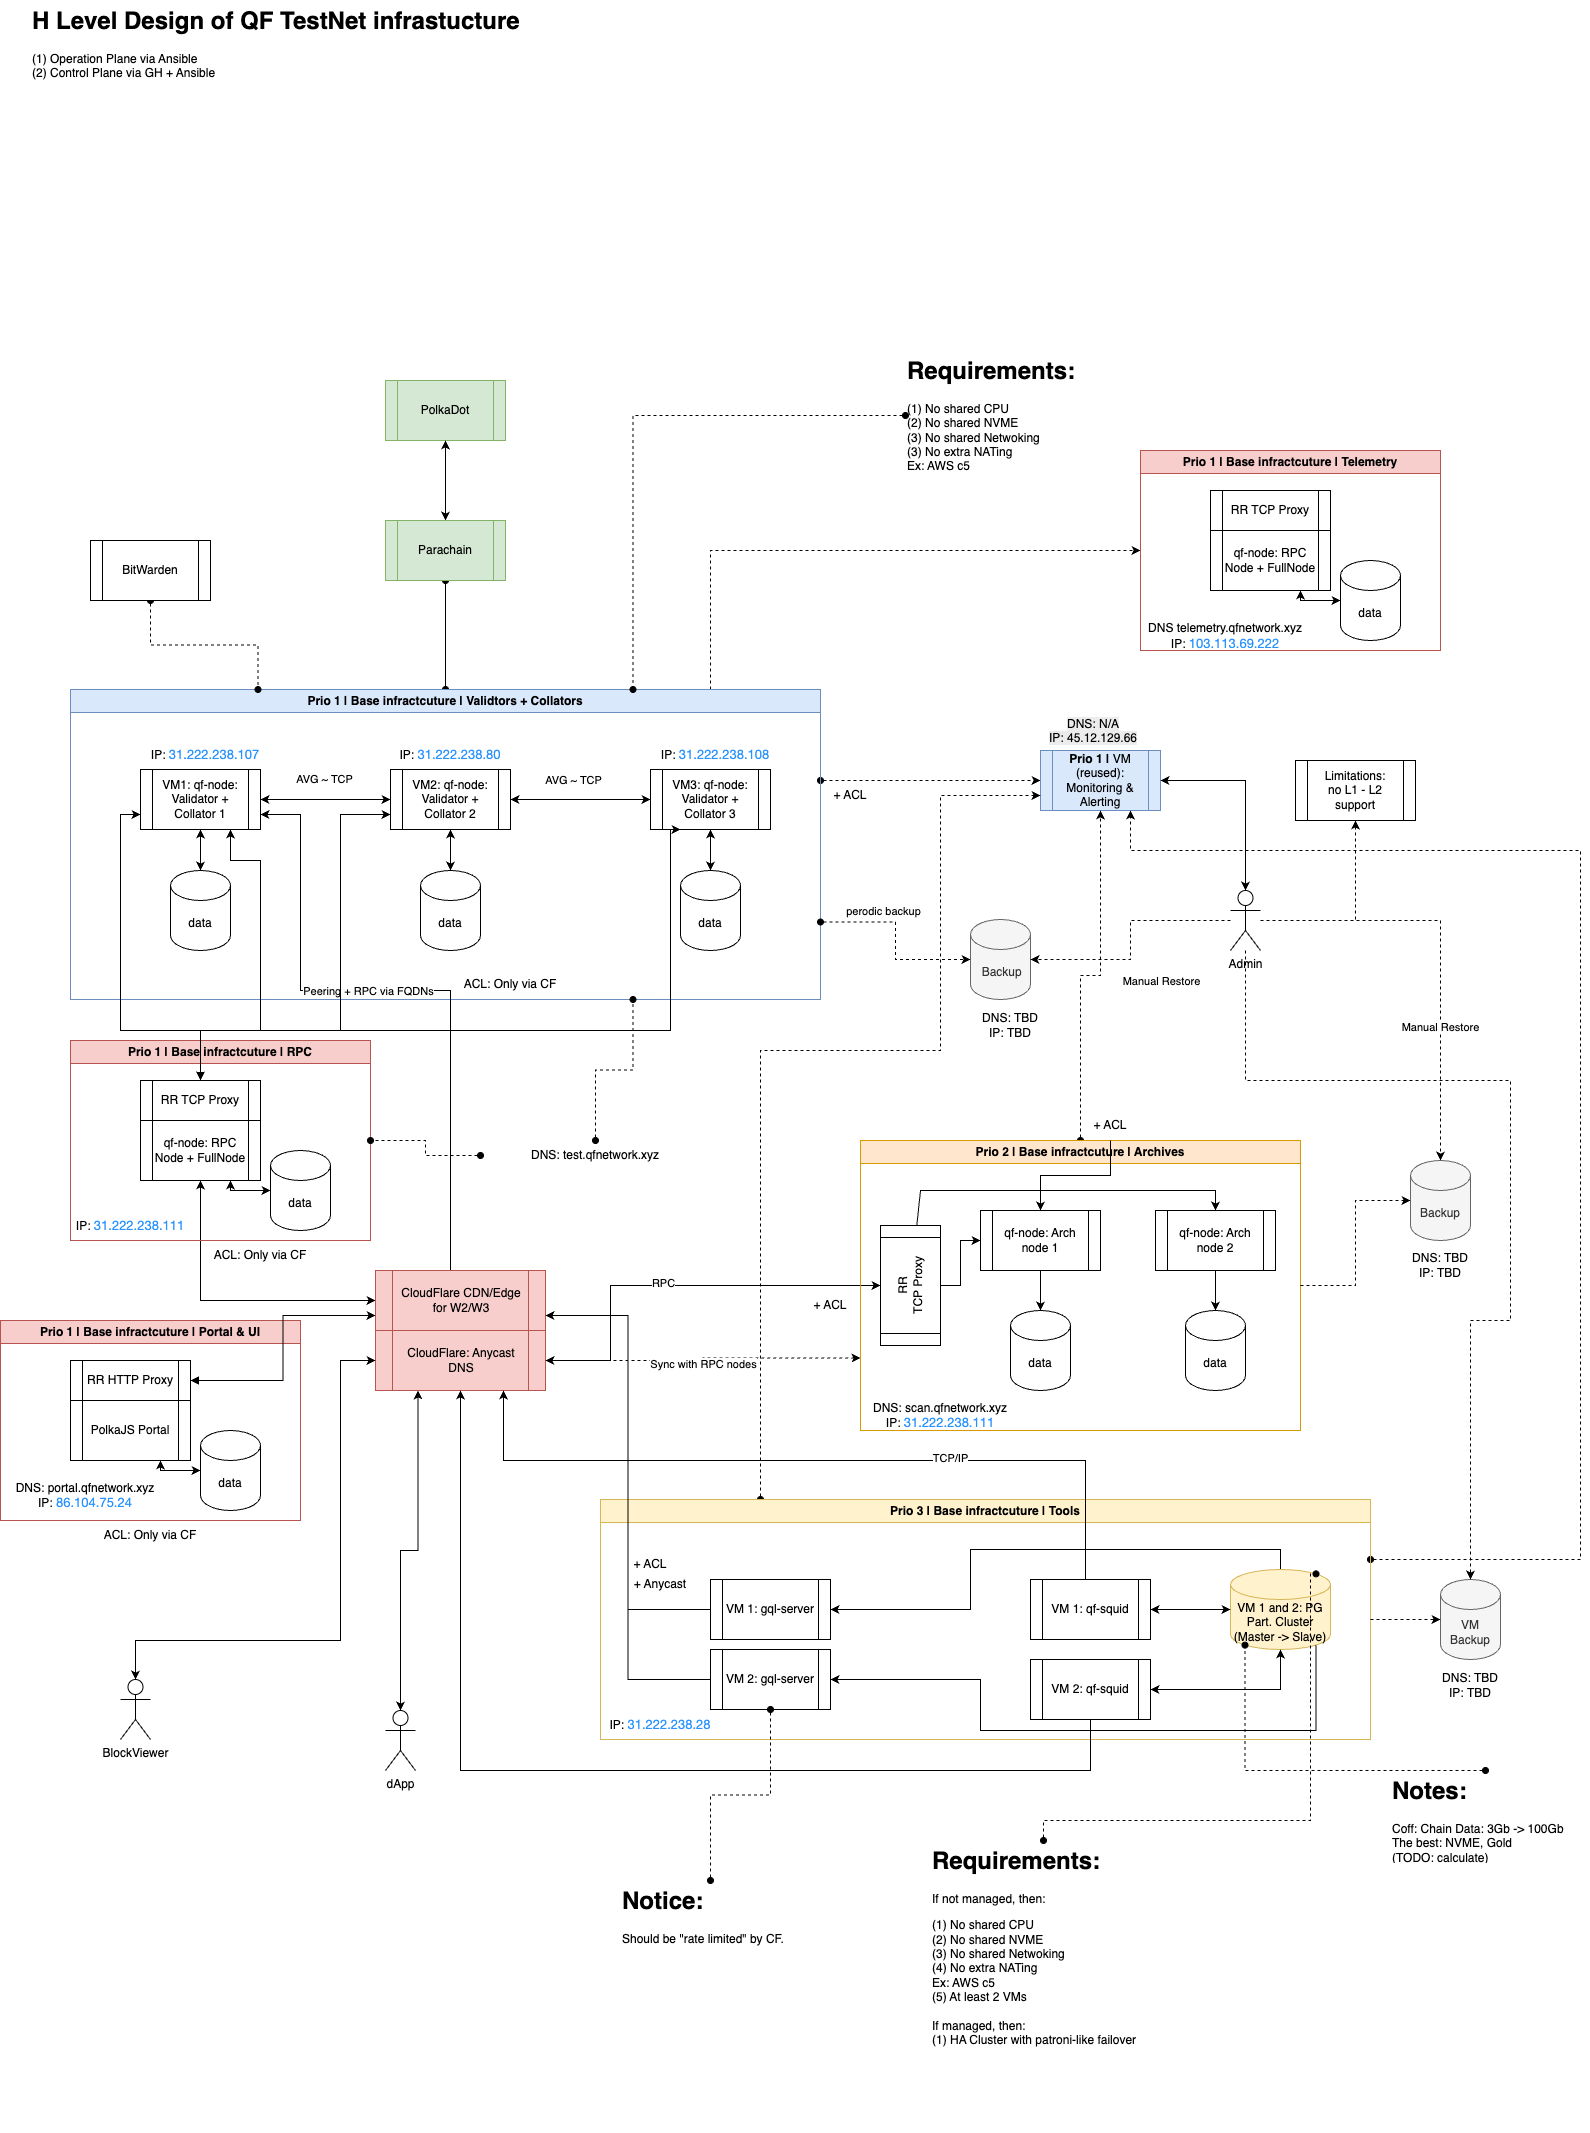 H Level Design of QF TestNet infrastucture
(1) Operation Plane via Ansible
(2) Control Plane via GH + Ansible
Requirements:
(1) No shared CPU
(2) No shared NVME
(3) No shared Netwoking
(3) No extra NATing
Ex: AWS c5
PolkaDot
Parachain
BitWarden
Prio 1 | Base infractcuture | Telemetry
RR TCP Proxy
qf-node: RPC
Node + FullNode
data
DNS telemetry.qfnetwork.xyz
IP: 103.113.69.222
Prio 1 | Base infractcuture | Validtors + Collators
IP: 31.222.238.107
VM1: qf-node:
Validator +
Collator 1
data
AVG ~ TCP
IP: 31.222.238.80
VM2: qf-node:
Validator +
Collator 2
data
AVG ~ TCP
IP: 31.222.238.108
VM3: qf-node:
Validator +
Collator 3
data
Peering + RPC via FQDNs
ACL: Only via CF
+ ACL
perodic backup
DNS: N/A
IP: 45.12.129.66
Prio 1 | VM
(reused):
Monitoring &
Alerting
Limitations:
no L1 - L2
support
Admin
Backup
DNS: TBD
IP: TBD
Manual Restore
Manual Restore
Prio 1 | Base infractcuture | RPC
RR TCP Proxy
qf-node: RPC
Node + FullNode
data
IP: 31.222.238.111
ACL: Only via CF
DNS: test.qfnetwork.xyz
+ ACL
Prio 2 | Base infractcuture | Archives
RR
TCP Proxy
qf-node: Arch
node 1
data
qf-node: Arch
node 2
data
DNS: scan.qfnetwork.xyz
IP: 31.222.238.111
Backup
DNS: TBD
IP: TBD
CloudFlare CDN/Edge
for W2/W3
CloudFlare: Anycast
DNS
RPC
+ ACL
Sync with RPC nodes
Prio 1 | Base infractcuture | Portal & UI
RR HTTP Proxy
PolkaJS Portal
data
DNS: portal.qfnetwork.xyz
IP: 86.104.75.24
ACL: Only via CF
TCP/IP
Prio 3 | Base infractcuture | Tools
+ ACL
+ Anycast
VM 1: gql-server
VM 2: gql-server
VM 1: qf-squid
VM 2: qf-squid
VM 1 and 2: PG
Part. Cluster
(Master -> Slave)
IP: 31.222.238.28
VM
Backup
DNS: TBD
IP: TBD
BlockViewer
dApp
Notes:
Coff: Chain Data: 3Gb -> 100Gb
The best: NVME, Gold
(TODO: calculate)
Notice:
Should be "rate limited" by CF.
Requirements:
If not managed, then:
(1) No shared CPU
(2) No shared NVME
(3) No shared Netwoking
(4) No extra NATing
Ex: AWS c5
(5) At least 2 VMs
If managed, then:
(1) HA Cluster with patroni-like failover